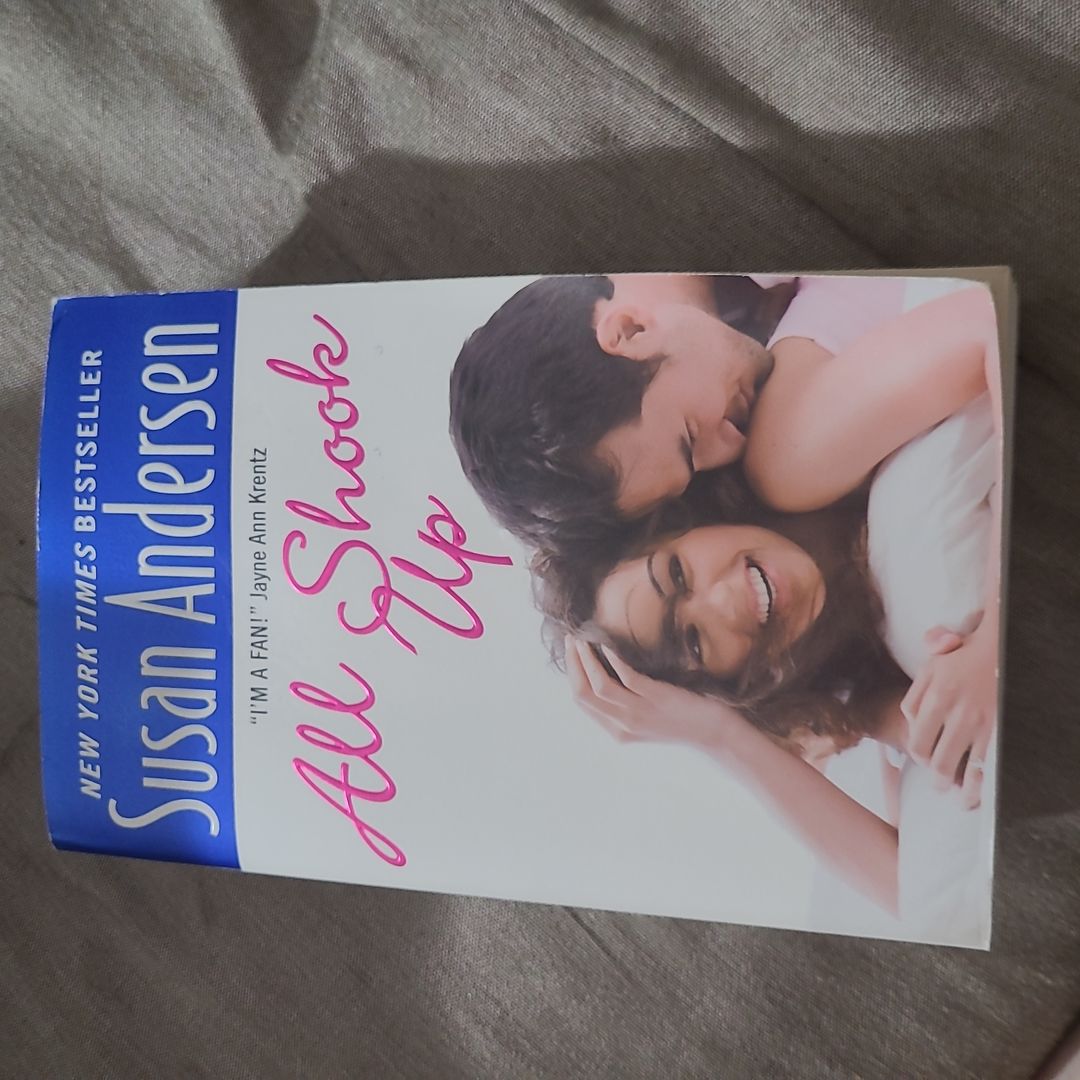 NEW YORK TIMES BESTSELLER
Susan Andersen
"I'M A FAN!" Jayne Ann Krentz
All Shook
Up